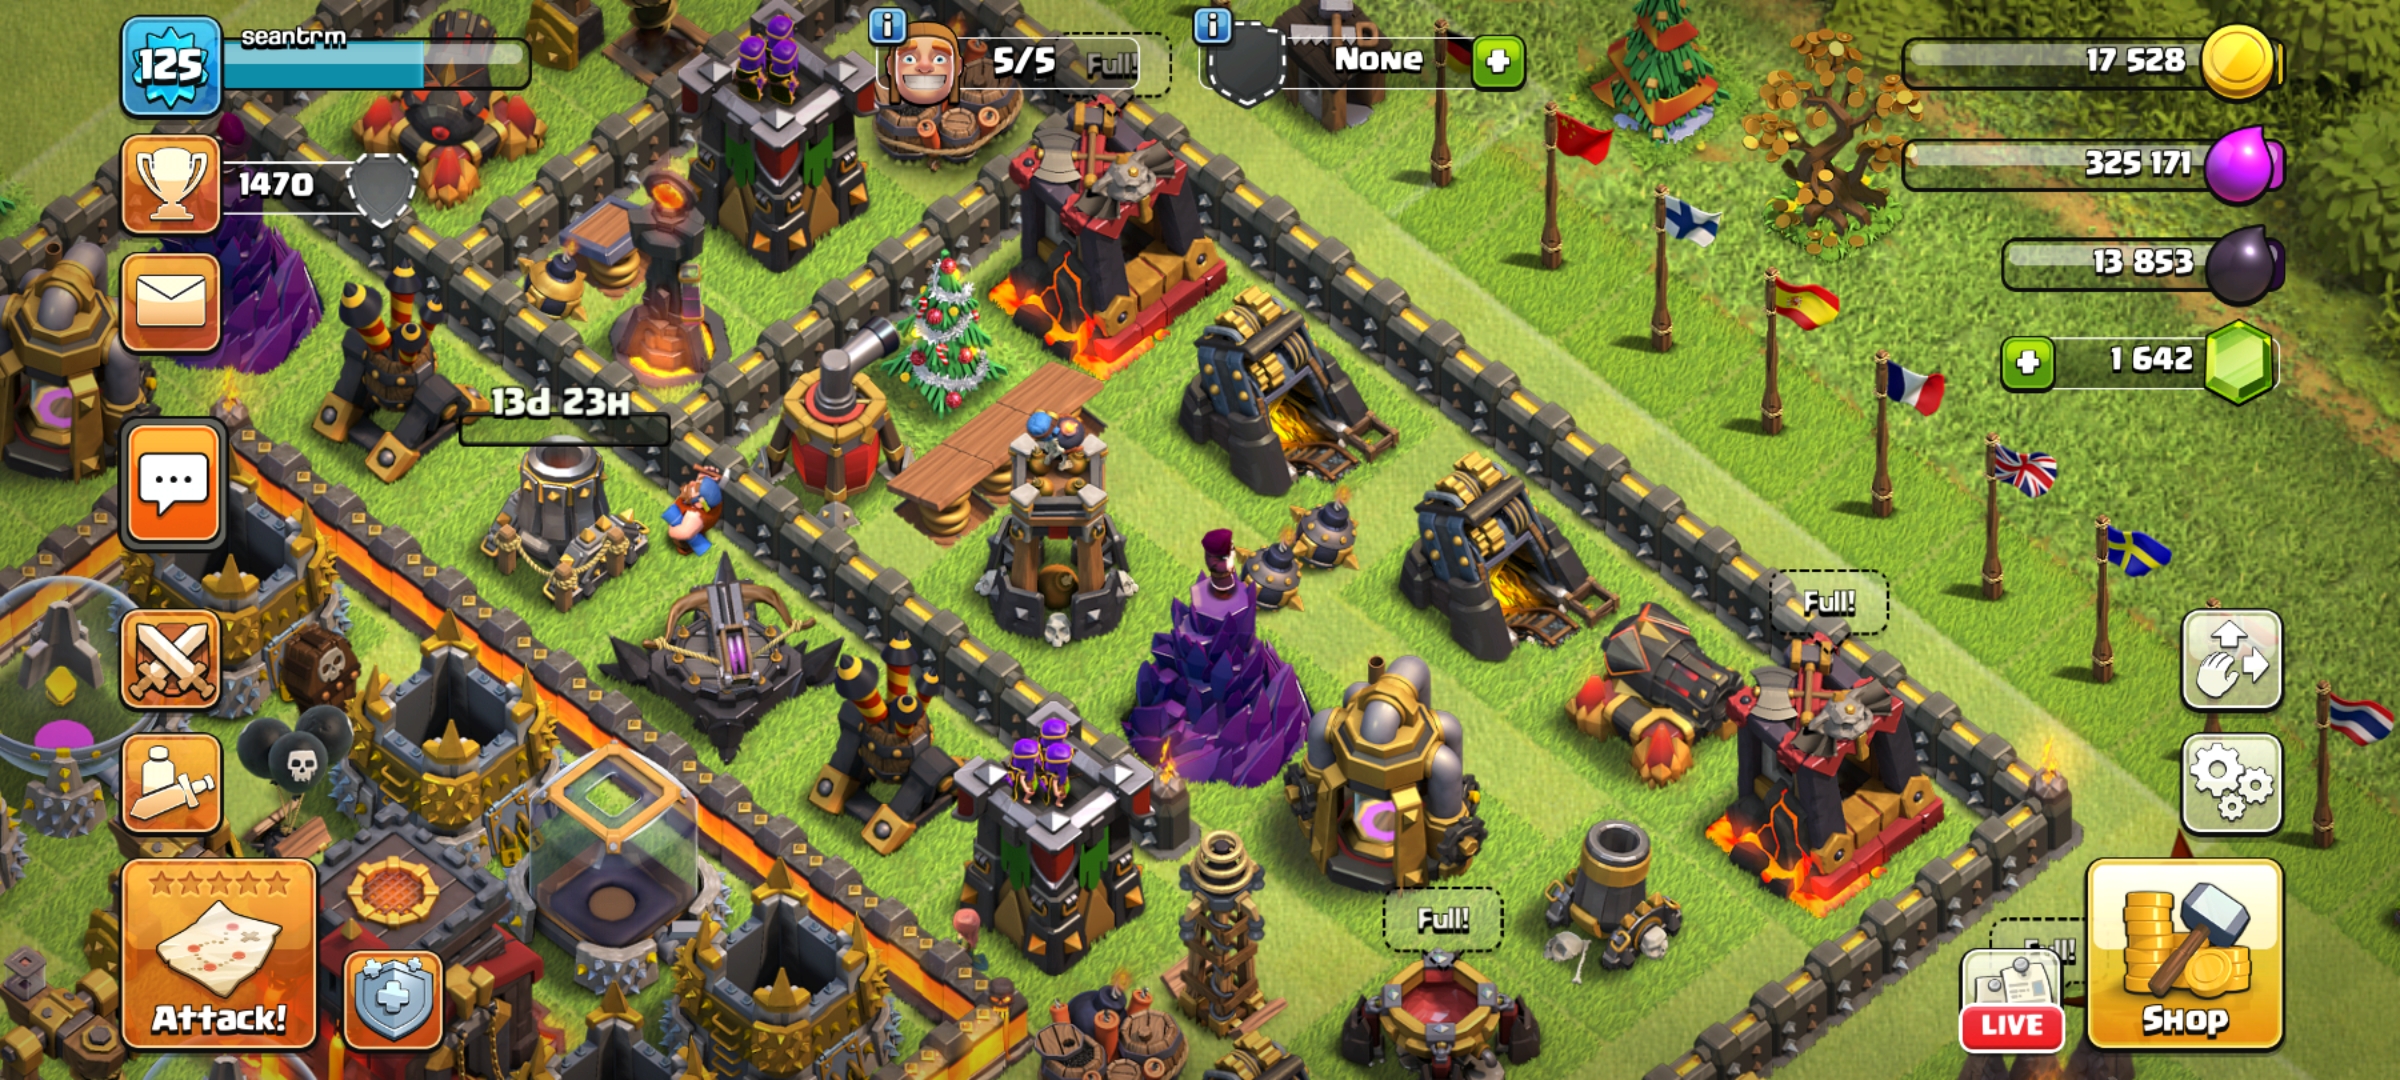 seantrm
125
5/5
Full!
None
17 528
1470
325 171
13 853
1 642
13d 23h
Full!
Full!
Full!
Attack!
LIVE
Shop